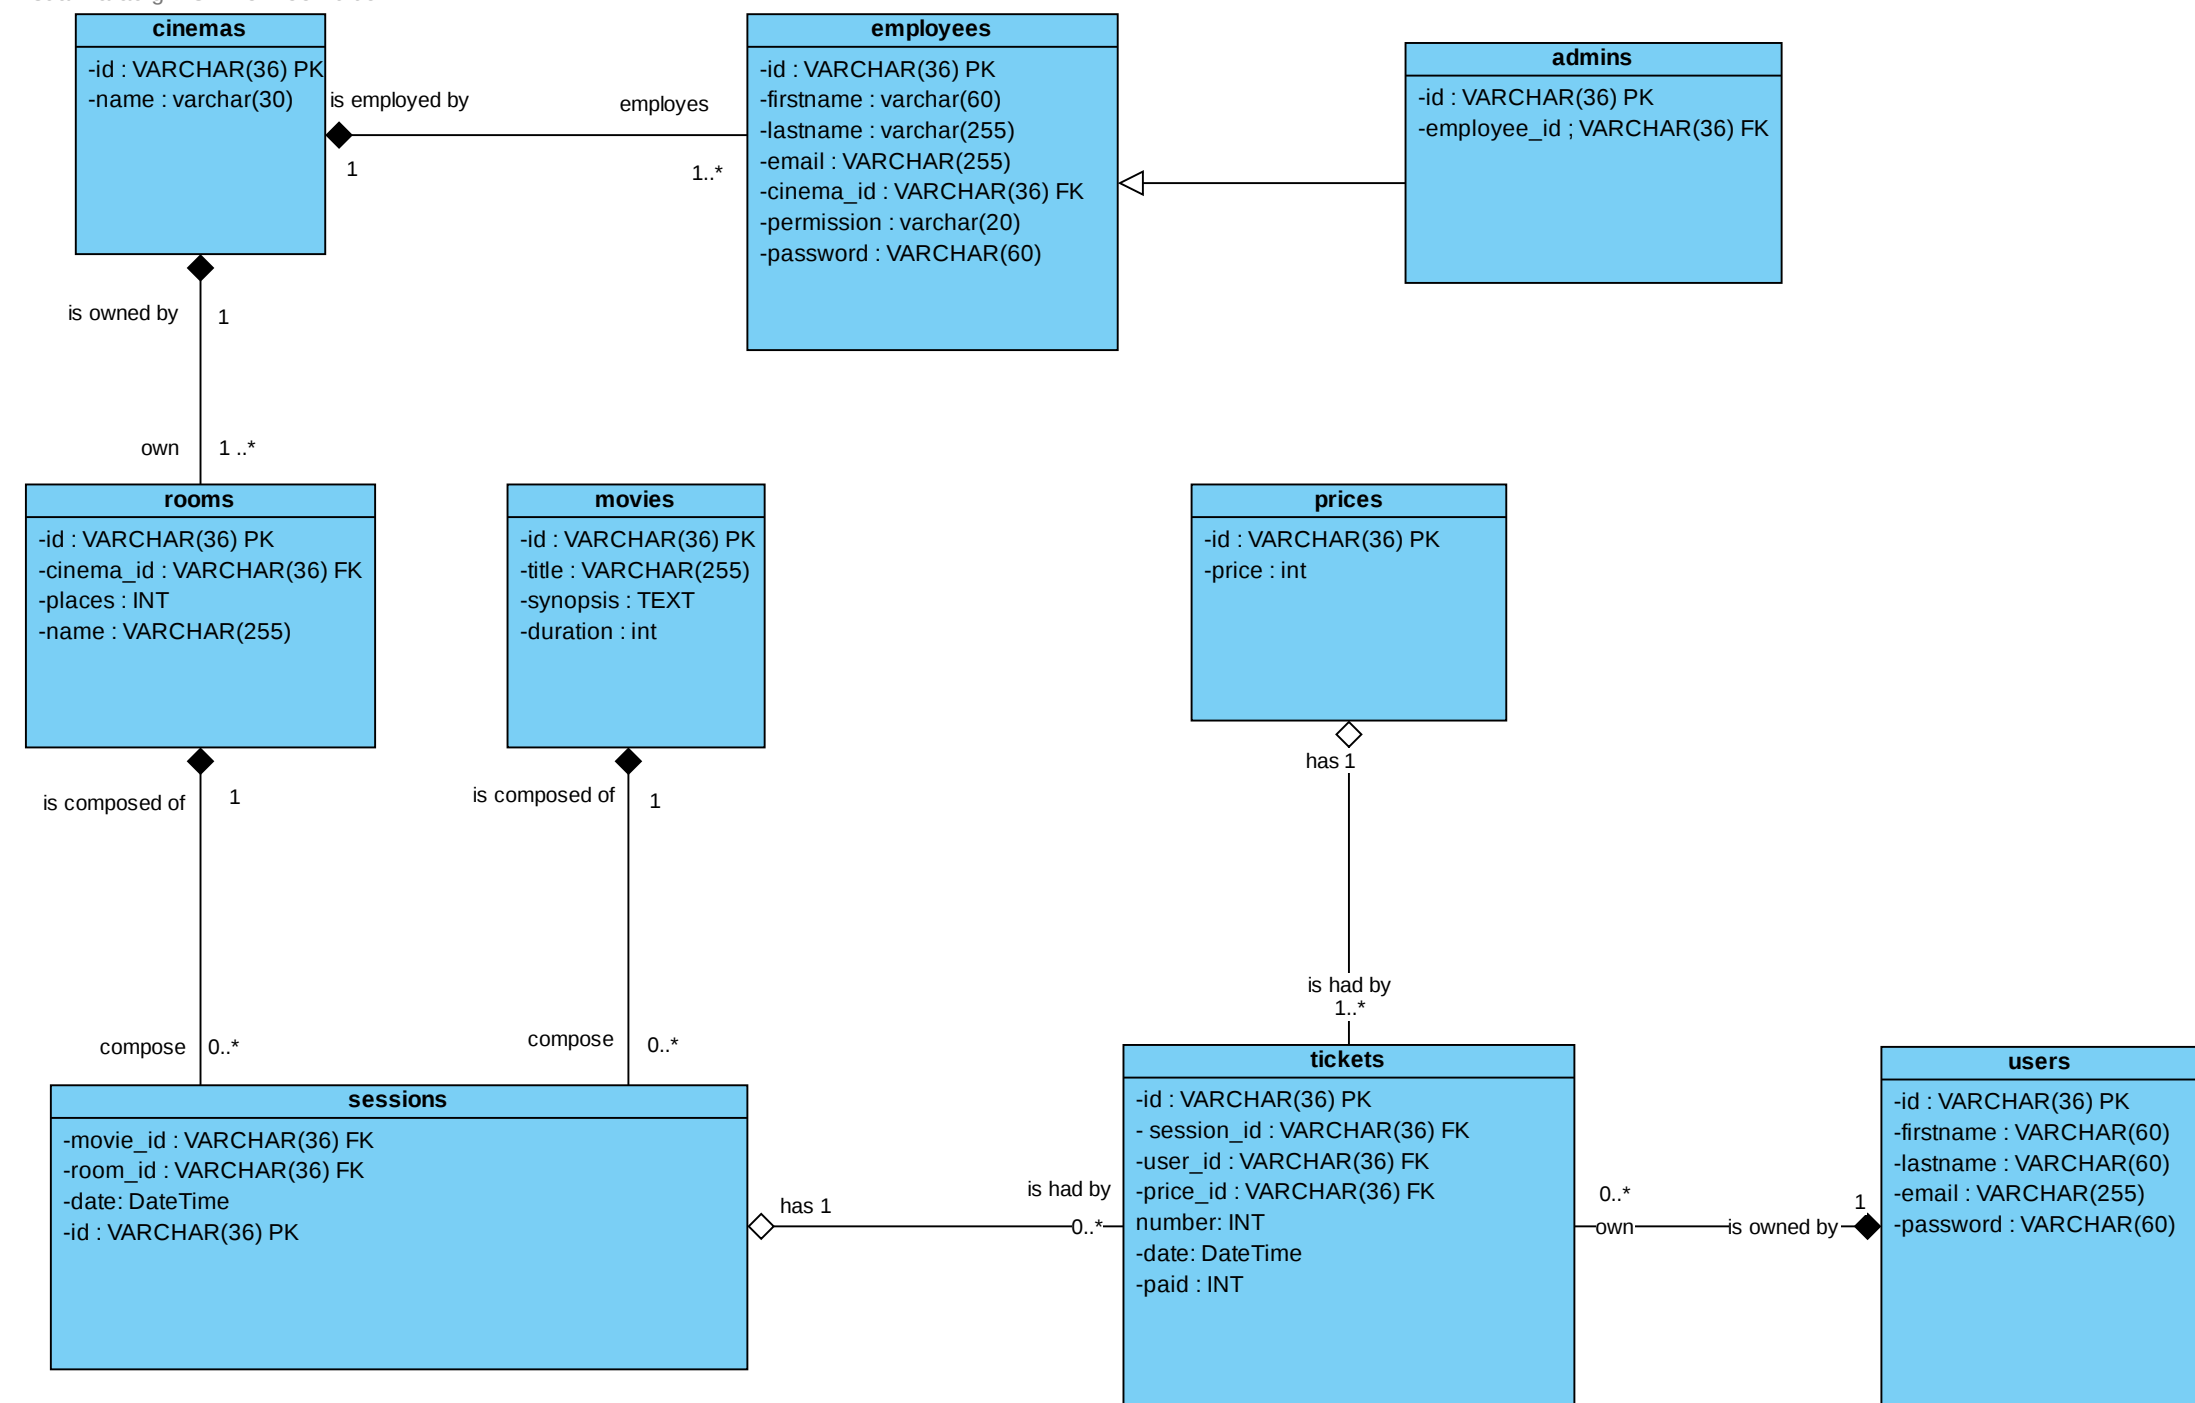 cinemas
-id : VARCHAR(36) PK
-name : varchar(30)
is employed by
employes
1
1..*
employees
-id : VARCHAR(36) PK
-firstname : varchar(60)
-lastname : varchar(255)
-email : VARCHAR(255)
-cinema_id : VARCHAR(36) FK
-permission : varchar(20)
-password : VARCHAR(60)
admins
-id : VARCHAR(36) PK
-employee_id ; VARCHAR(36) FK
is owned by
1
own
1 ..*
rooms
-id : VARCHAR(36) PK
-cinema_id : VARCHAR(36) FK
-places : INT
-name : VARCHAR(255)
movies
-id : VARCHAR(36) PK
-title : VARCHAR(255)
-synopsis : TEXT
-duration : int
prices
-id : VARCHAR(36) PK
-price : int
is composed of
1
is composed of
1
has 1
compose
0..*
compose
0..*
is had by
1..*
sessions
-movie_id : VARCHAR(36) FK
-room_id : VARCHAR(36) FK
-date: DateTime
-id : VARCHAR(36) PK
has 1
is had by
0..*
tickets
-id : VARCHAR(36) PK
- session_id : VARCHAR(36) FK
-user_id : VARCHAR(36) FK
-price_id : VARCHAR(36) FK
number: INT
-date: DateTime
-paid : INT
0..*
own
is owned by
1
users
-id : VARCHAR(36) PK
-firstname : VARCHAR(60)
-lastname : VARCHAR(60)
-email : VARCHAR(255)
-password : VARCHAR(60)